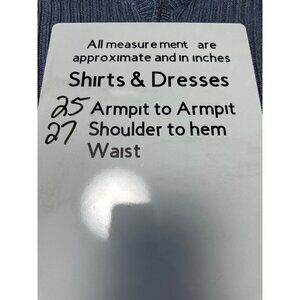 All measurement are
approximate and in inches
Shirts & Dresses
25 Armpit to Armpit
27 Shoulder to hem
Waist